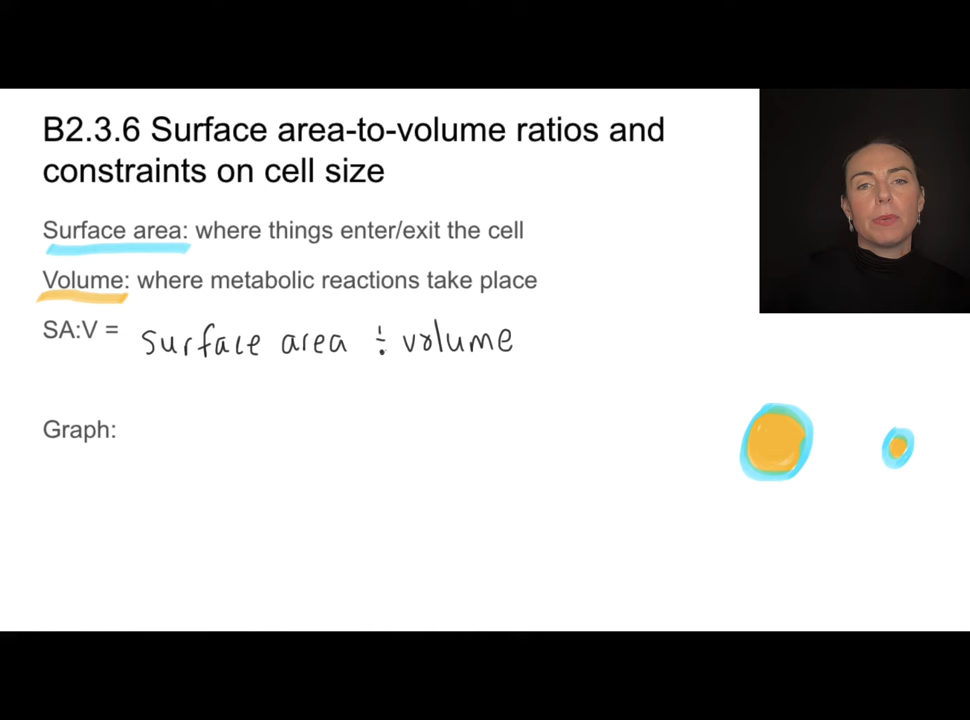 B2.3.6 Surface area-to-volume ratios and
constraints on cell size
Surface area: where things enter/exit the cell
Volume: where metabolic reactions take place
SA:V = surface area ÷ volume
Graph: